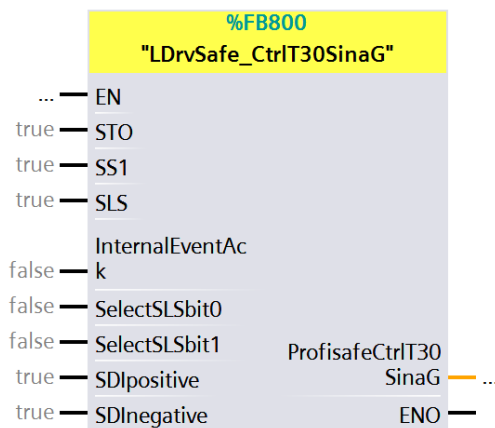 %FB800
"LDrvSafe_CtrlT30SinaG"
... EN
true STO
true SS1
true SLS
InternalEventAc
false k
false SelectSLSbit0
false SelectSLSbit1
ProfisafeCtrlT30
true SDIpositive SinaG ...
true SDInegative ENO